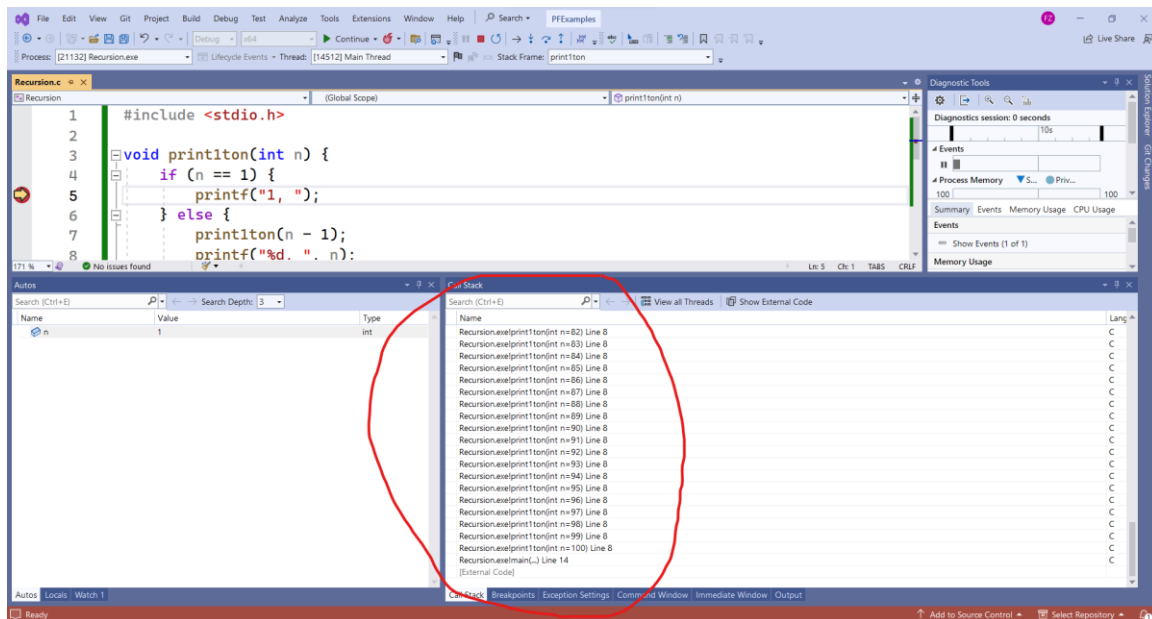 File Edit View Git Project Build Debug Test Analyze Tools Extensions Window Help Search PFExamples FZ
Debug x64 Continue Live Share
Process: [21132] Recursion.exe Lifecycle Events Thread: [14512] Main Thread Stack Frame: print1ton
Recursion.c
Recursion (Global Scope) print1ton(int n)
1 #include <stdio.h>
2
3 void print1ton(int n) {
4 if (n == 1) {
5 printf("1, ");
6 } else {
7 print1ton(n - 1);
8 printf("%d, ", n);
171 % No issues found Ln: 5 Ch: 1 TABS CRLF
Diagnostic Tools
Diagnostics session: 0 seconds
10s
Events
Process Memory S... Priv...
100 100
Summary Events Memory Usage CPU Usage
Events
Show Events (1 of 1)
Memory Usage
Solution Explorer
Git Changes
Autos
Search (Ctrl+E) Search Depth: 3
Name Value Type
n 1 int
Autos Locals Watch 1
Call Stack
Search (Ctrl+E) View all Threads Show External Code
Name Lang
Recursion.exe!print1ton(int n=82) Line 8 C
Recursion.exe!print1ton(int n=83) Line 8 C
Recursion.exe!print1ton(int n=84) Line 8 C
Recursion.exe!print1ton(int n=85) Line 8 C
Recursion.exe!print1ton(int n=86) Line 8 C
Recursion.exe!print1ton(int n=87) Line 8 C
Recursion.exe!print1ton(int n=88) Line 8 C
Recursion.exe!print1ton(int n=89) Line 8 C
Recursion.exe!print1ton(int n=90) Line 8 C
Recursion.exe!print1ton(int n=91) Line 8 C
Recursion.exe!print1ton(int n=92) Line 8 C
Recursion.exe!print1ton(int n=93) Line 8 C
Recursion.exe!print1ton(int n=94) Line 8 C
Recursion.exe!print1ton(int n=95) Line 8 C
Recursion.exe!print1ton(int n=96) Line 8 C
Recursion.exe!print1ton(int n=97) Line 8 C
Recursion.exe!print1ton(int n=98) Line 8 C
Recursion.exe!print1ton(int n=99) Line 8 C
Recursion.exe!print1ton(int n=100) Line 8 C
Recursion.exe!main(...) Line 14 C
[External Code]
Call Stack Breakpoints Exception Settings Command Window Immediate Window Output
Ready Add to Source Control Select Repository